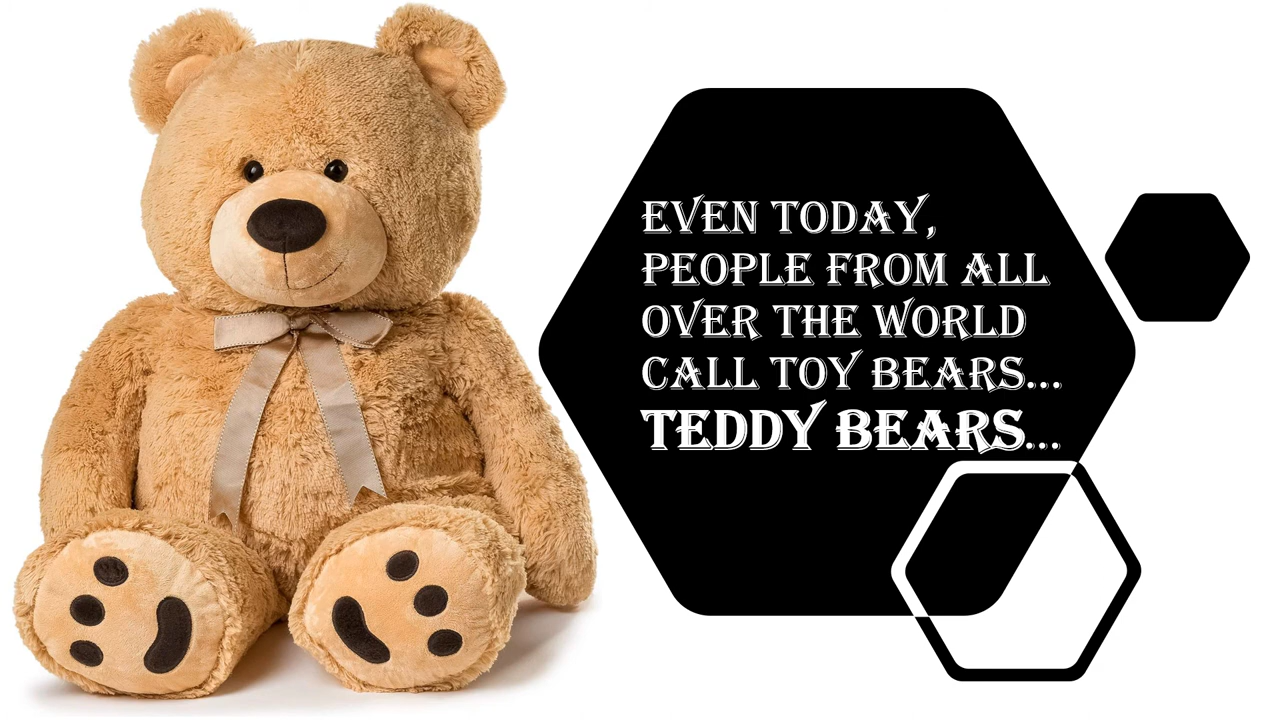 EVEN TODAY,
PEOPLE FROM ALL
OVER THE WORLD
CALL TOY BEARS...
TEDDY BEARS...